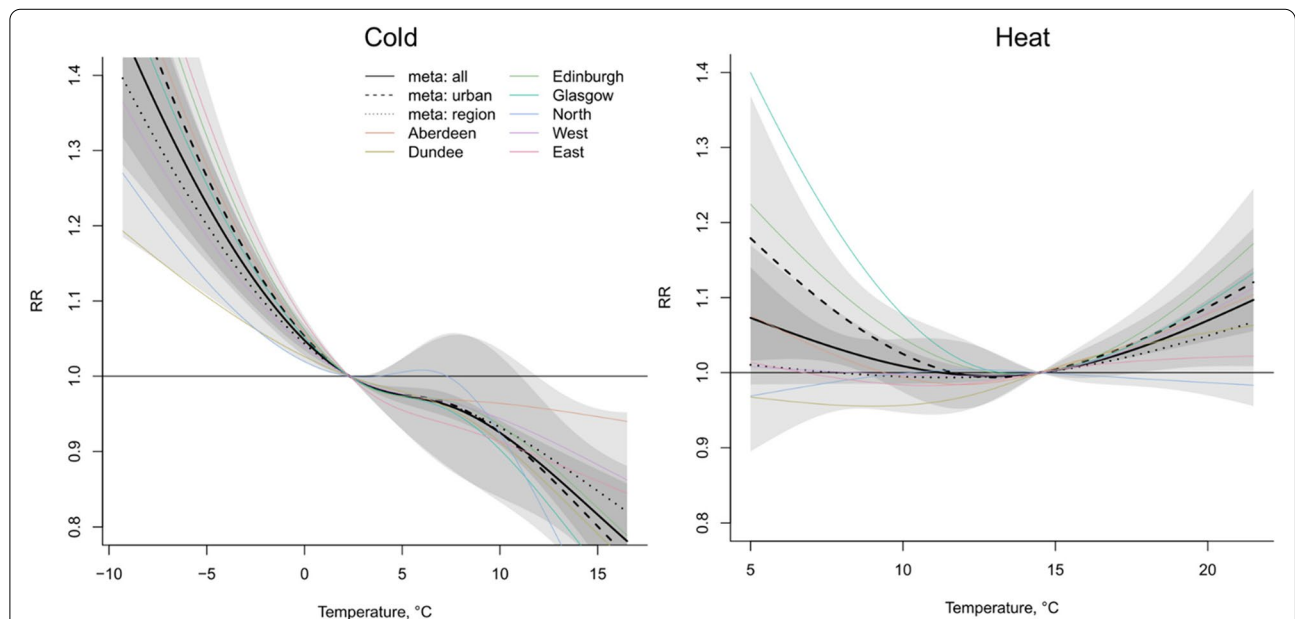 Cold
RR
1.4
1.3
1.2
1.1
1.0
0.9
0.8
meta: all
meta: urban
meta: region
Aberdeen
Dundee
Edinburgh
Glasgow
North
West
East
−10 −5 0 5 10 15
Temperature, °C
Heat
RR
1.4
1.3
1.2
1.1
1.0
0.9
0.8
5 10 15 20
Temperature, °C